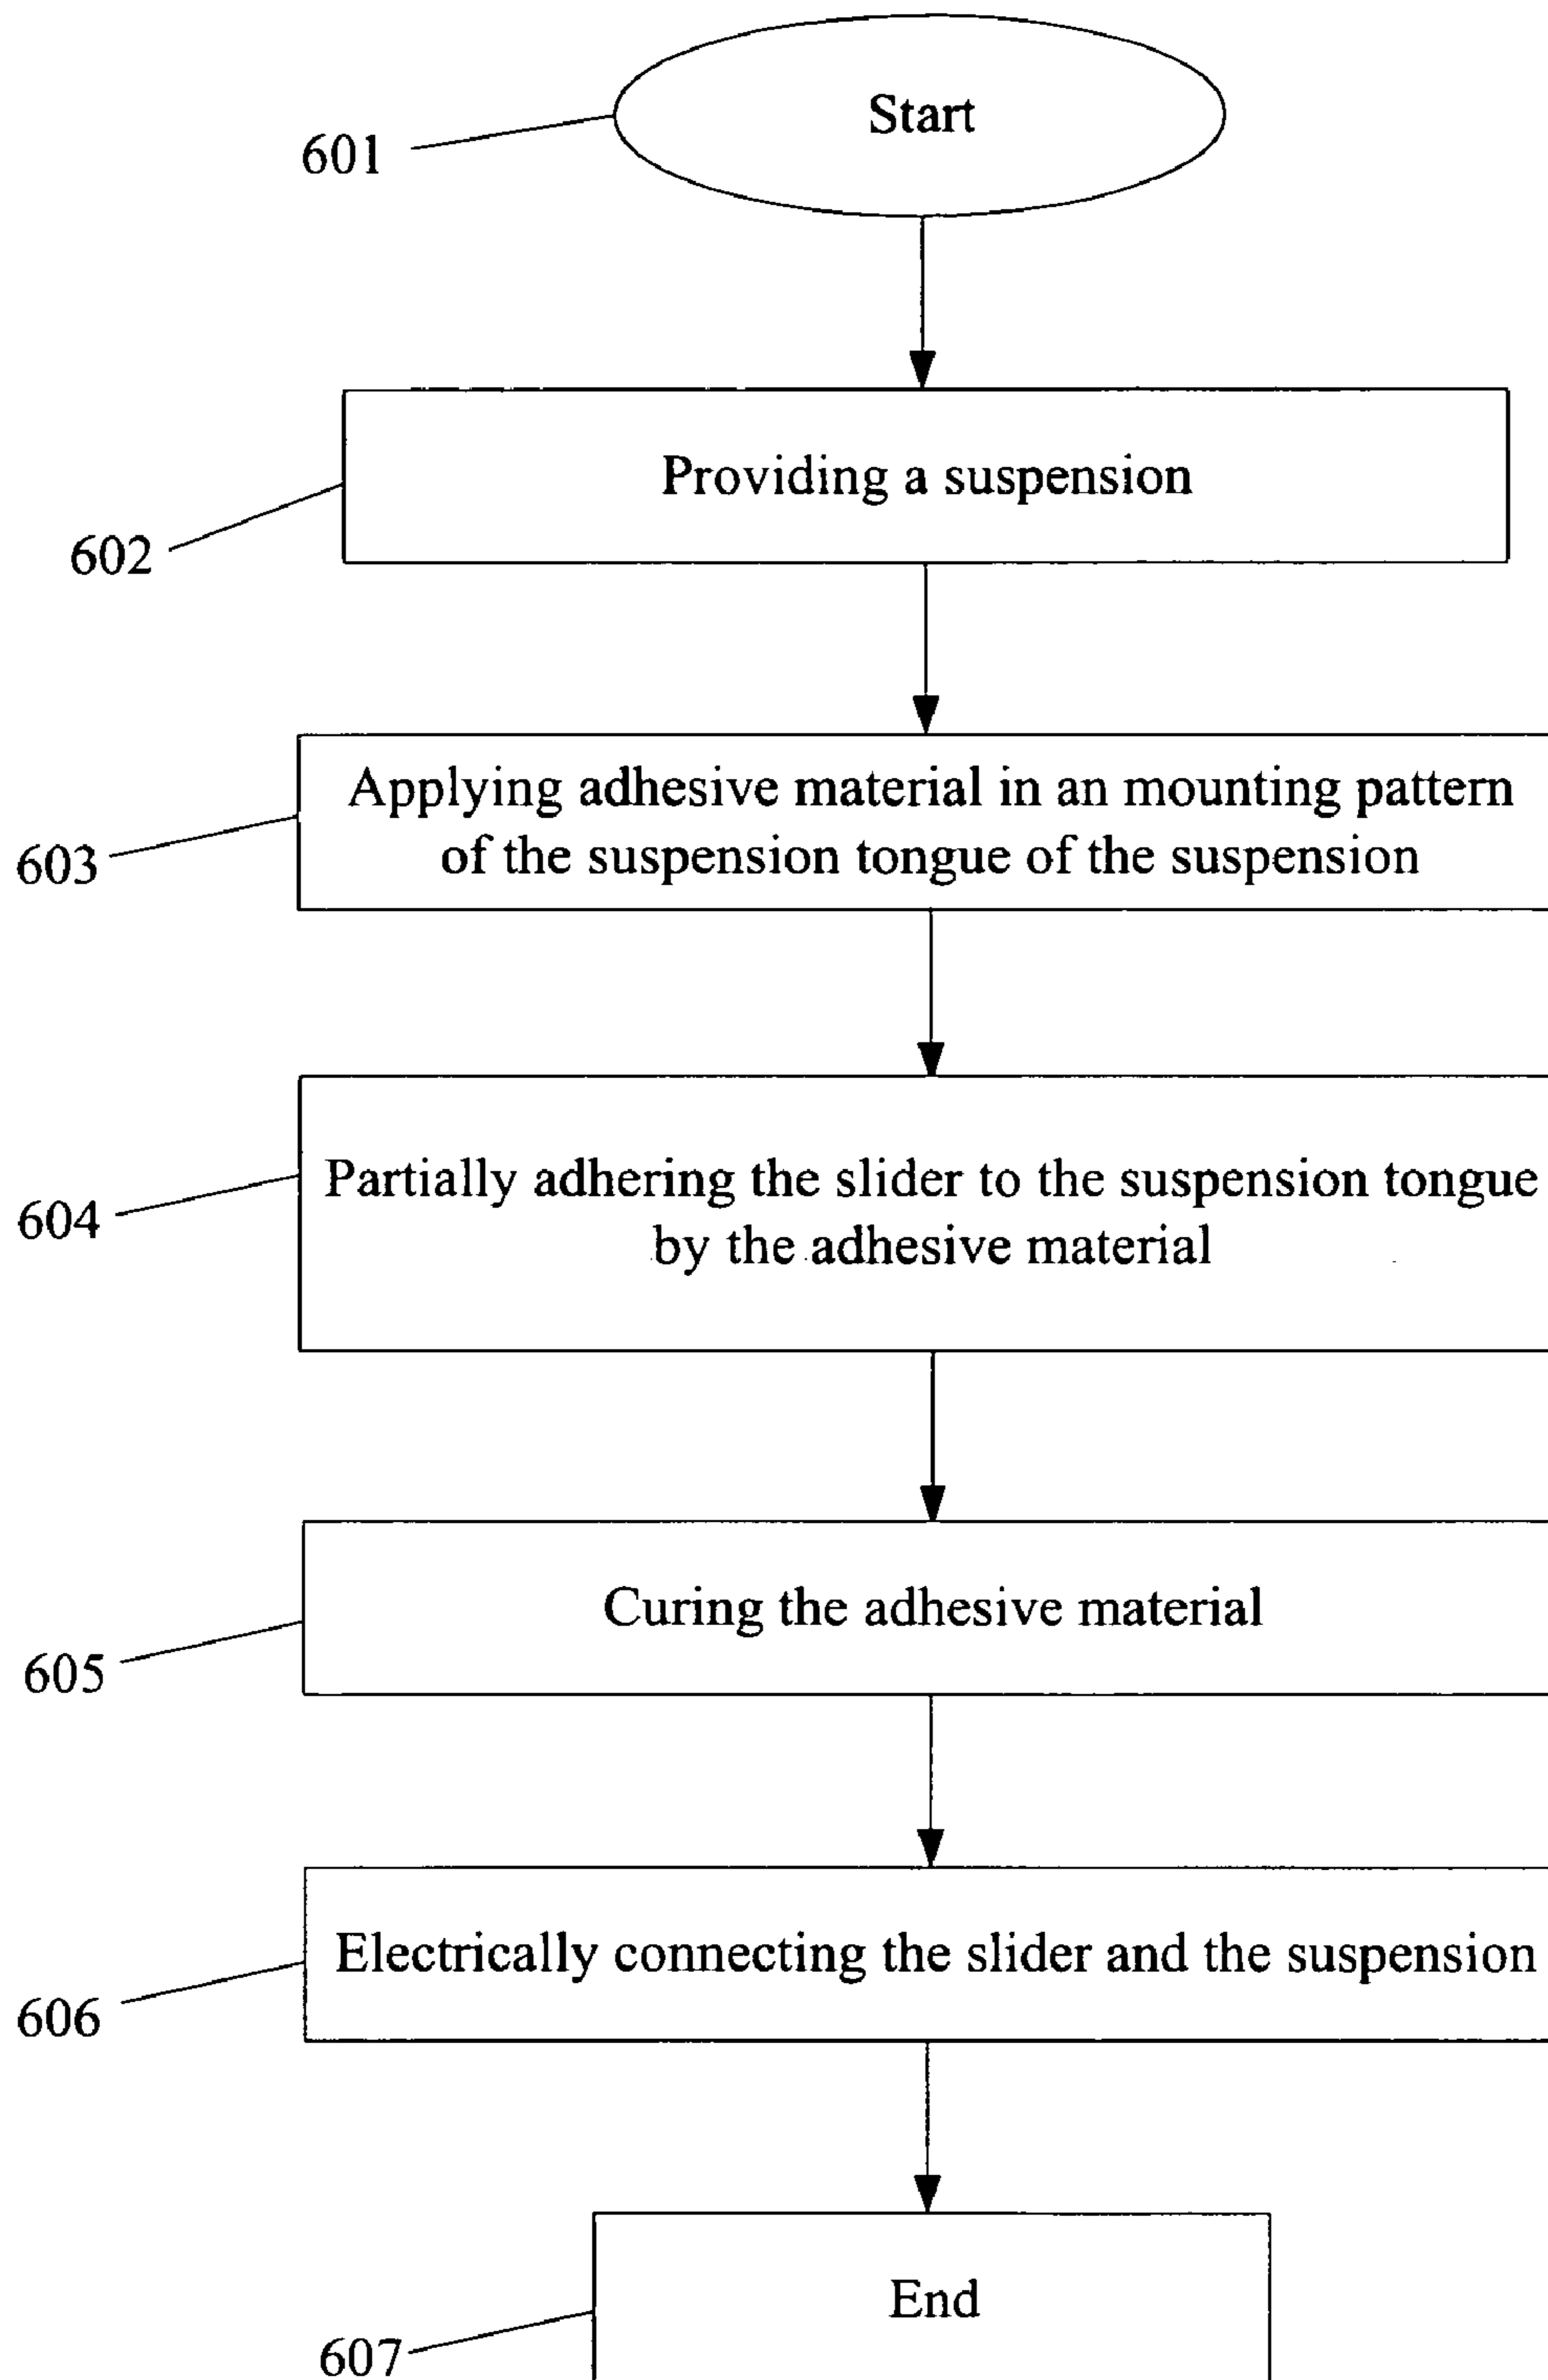 Start
601
Providing a suspension
602
Applying adhesive material in an mounting pattern
of the suspension tongue of the suspension
603
Partially adhering the slider to the suspension tongue
by the adhesive material
604
Curing the adhesive material
605
Electrically connecting the slider and the suspension
606
End
607